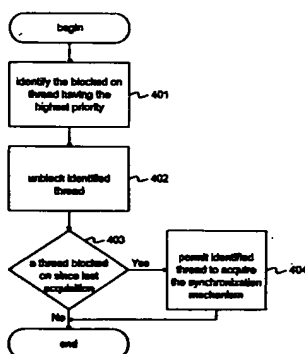 begin
identify the blocked on
thread having the
highest priority
401
unblock identified
thread
402
403
a thread blocked
on since last
acquisition
Yes
permit identified
thread to acquire
the synchronization
mechanism
404
No
end